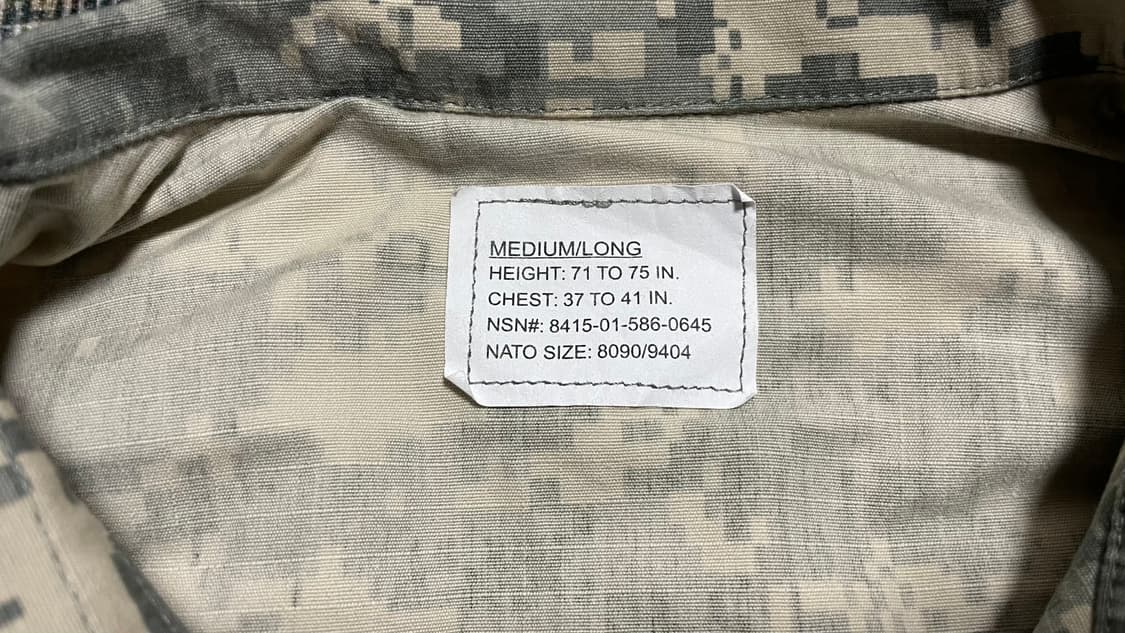 MEDIUM/LONG
HEIGHT: 71 TO 75 IN.
CHEST: 37 TO 41 IN.
NSN#: 8415-01-586-0645
NATO SIZE: 8090/9404